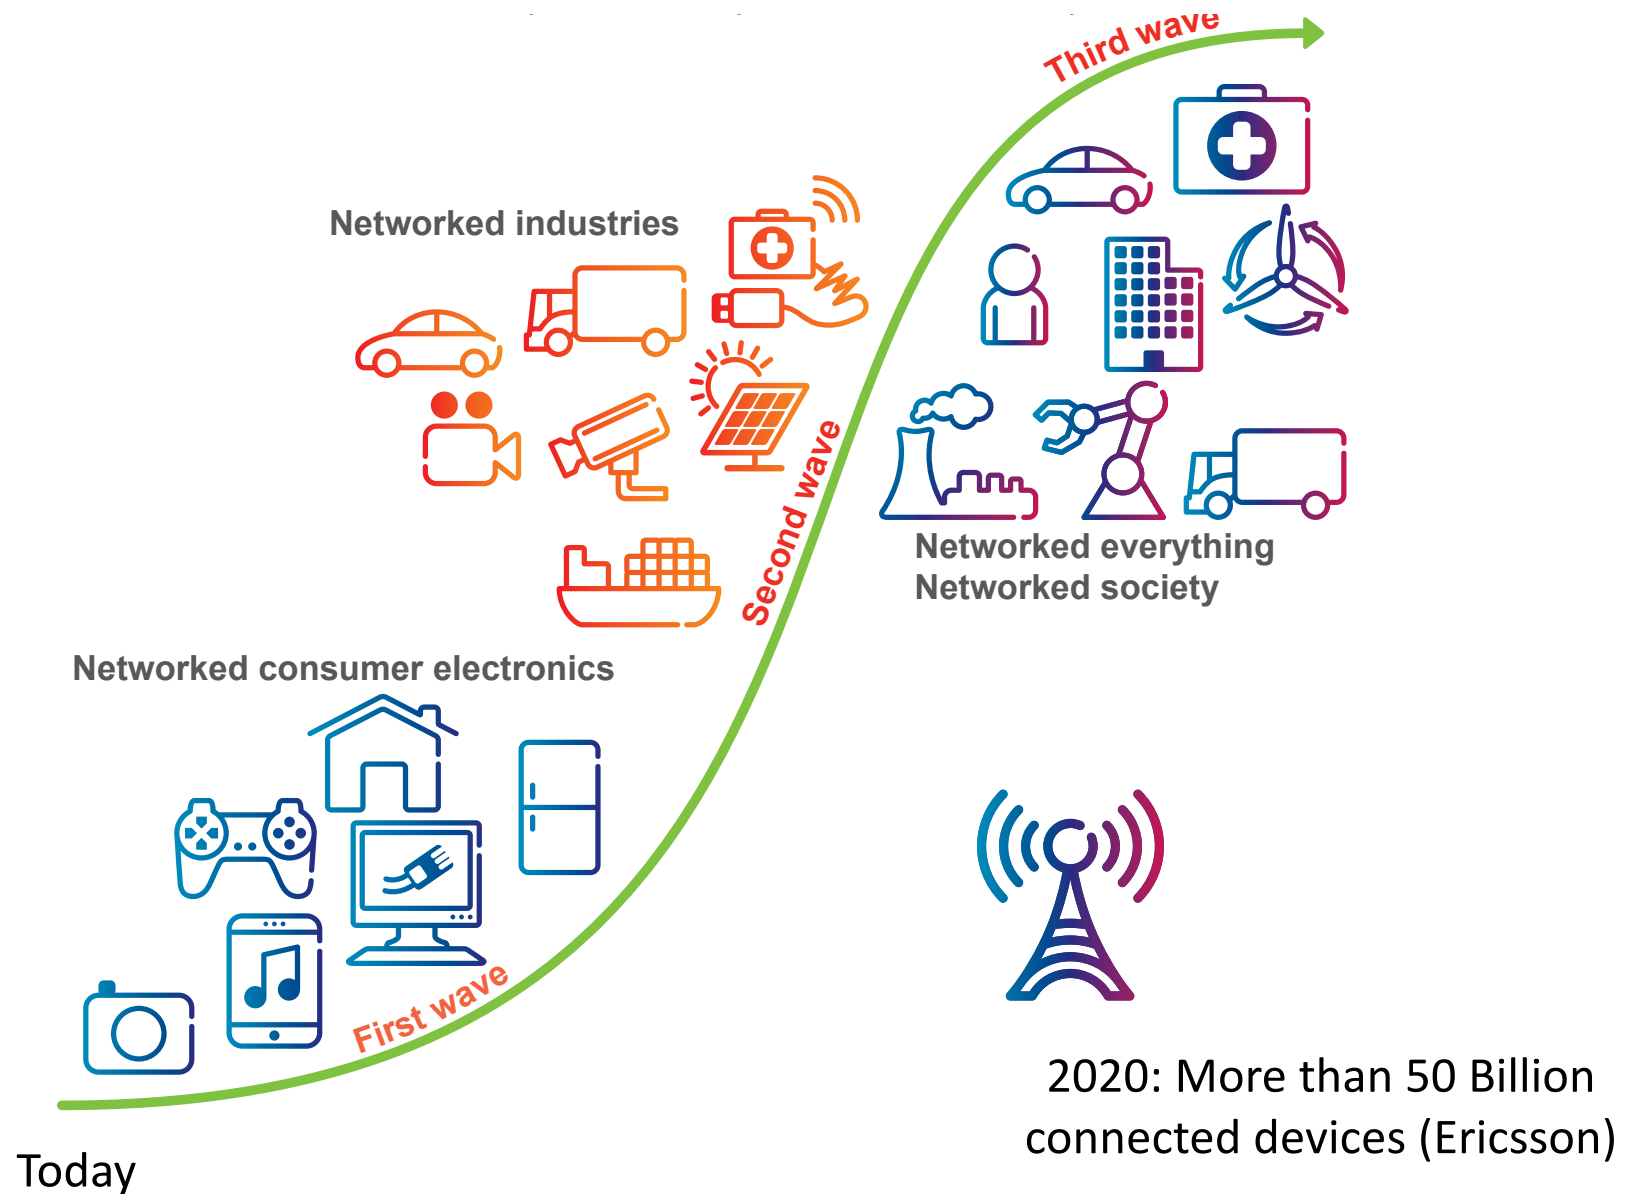 Third wave
Networked industries
Second wave
Networked everything
Networked society
Networked consumer electronics
First wave
2020: More than 50 Billion
connected devices (Ericsson)
Today